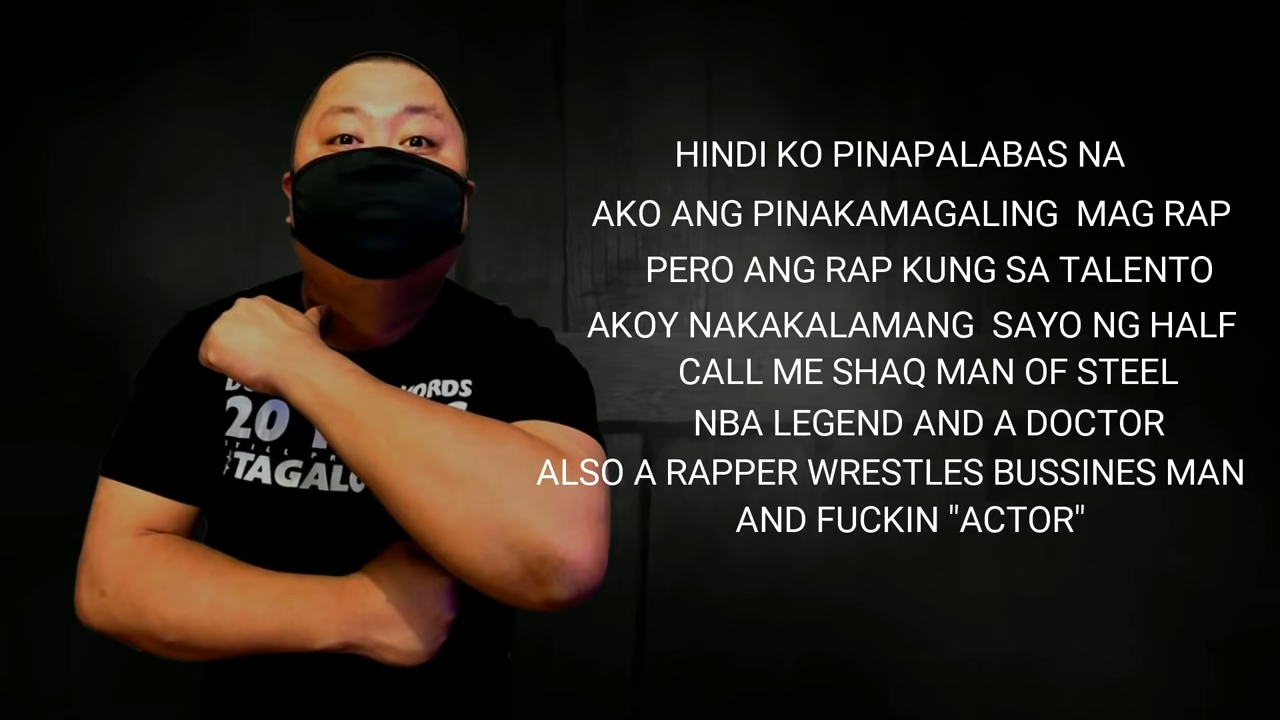 HINDI KO PINAPALABAS NA
AKO ANG PINAKAMAGALING MAG RAP
PERO ANG RAP KUNG SA TALENTO
AKOY NAKAKALAMANG SAYO NG HALF
CALL ME SHAQ MAN OF STEEL
NBA LEGEND AND A DOCTOR
ALSO A RAPPER WRESTLES BUSSINES MAN
AND FUCKIN "ACTOR"
20